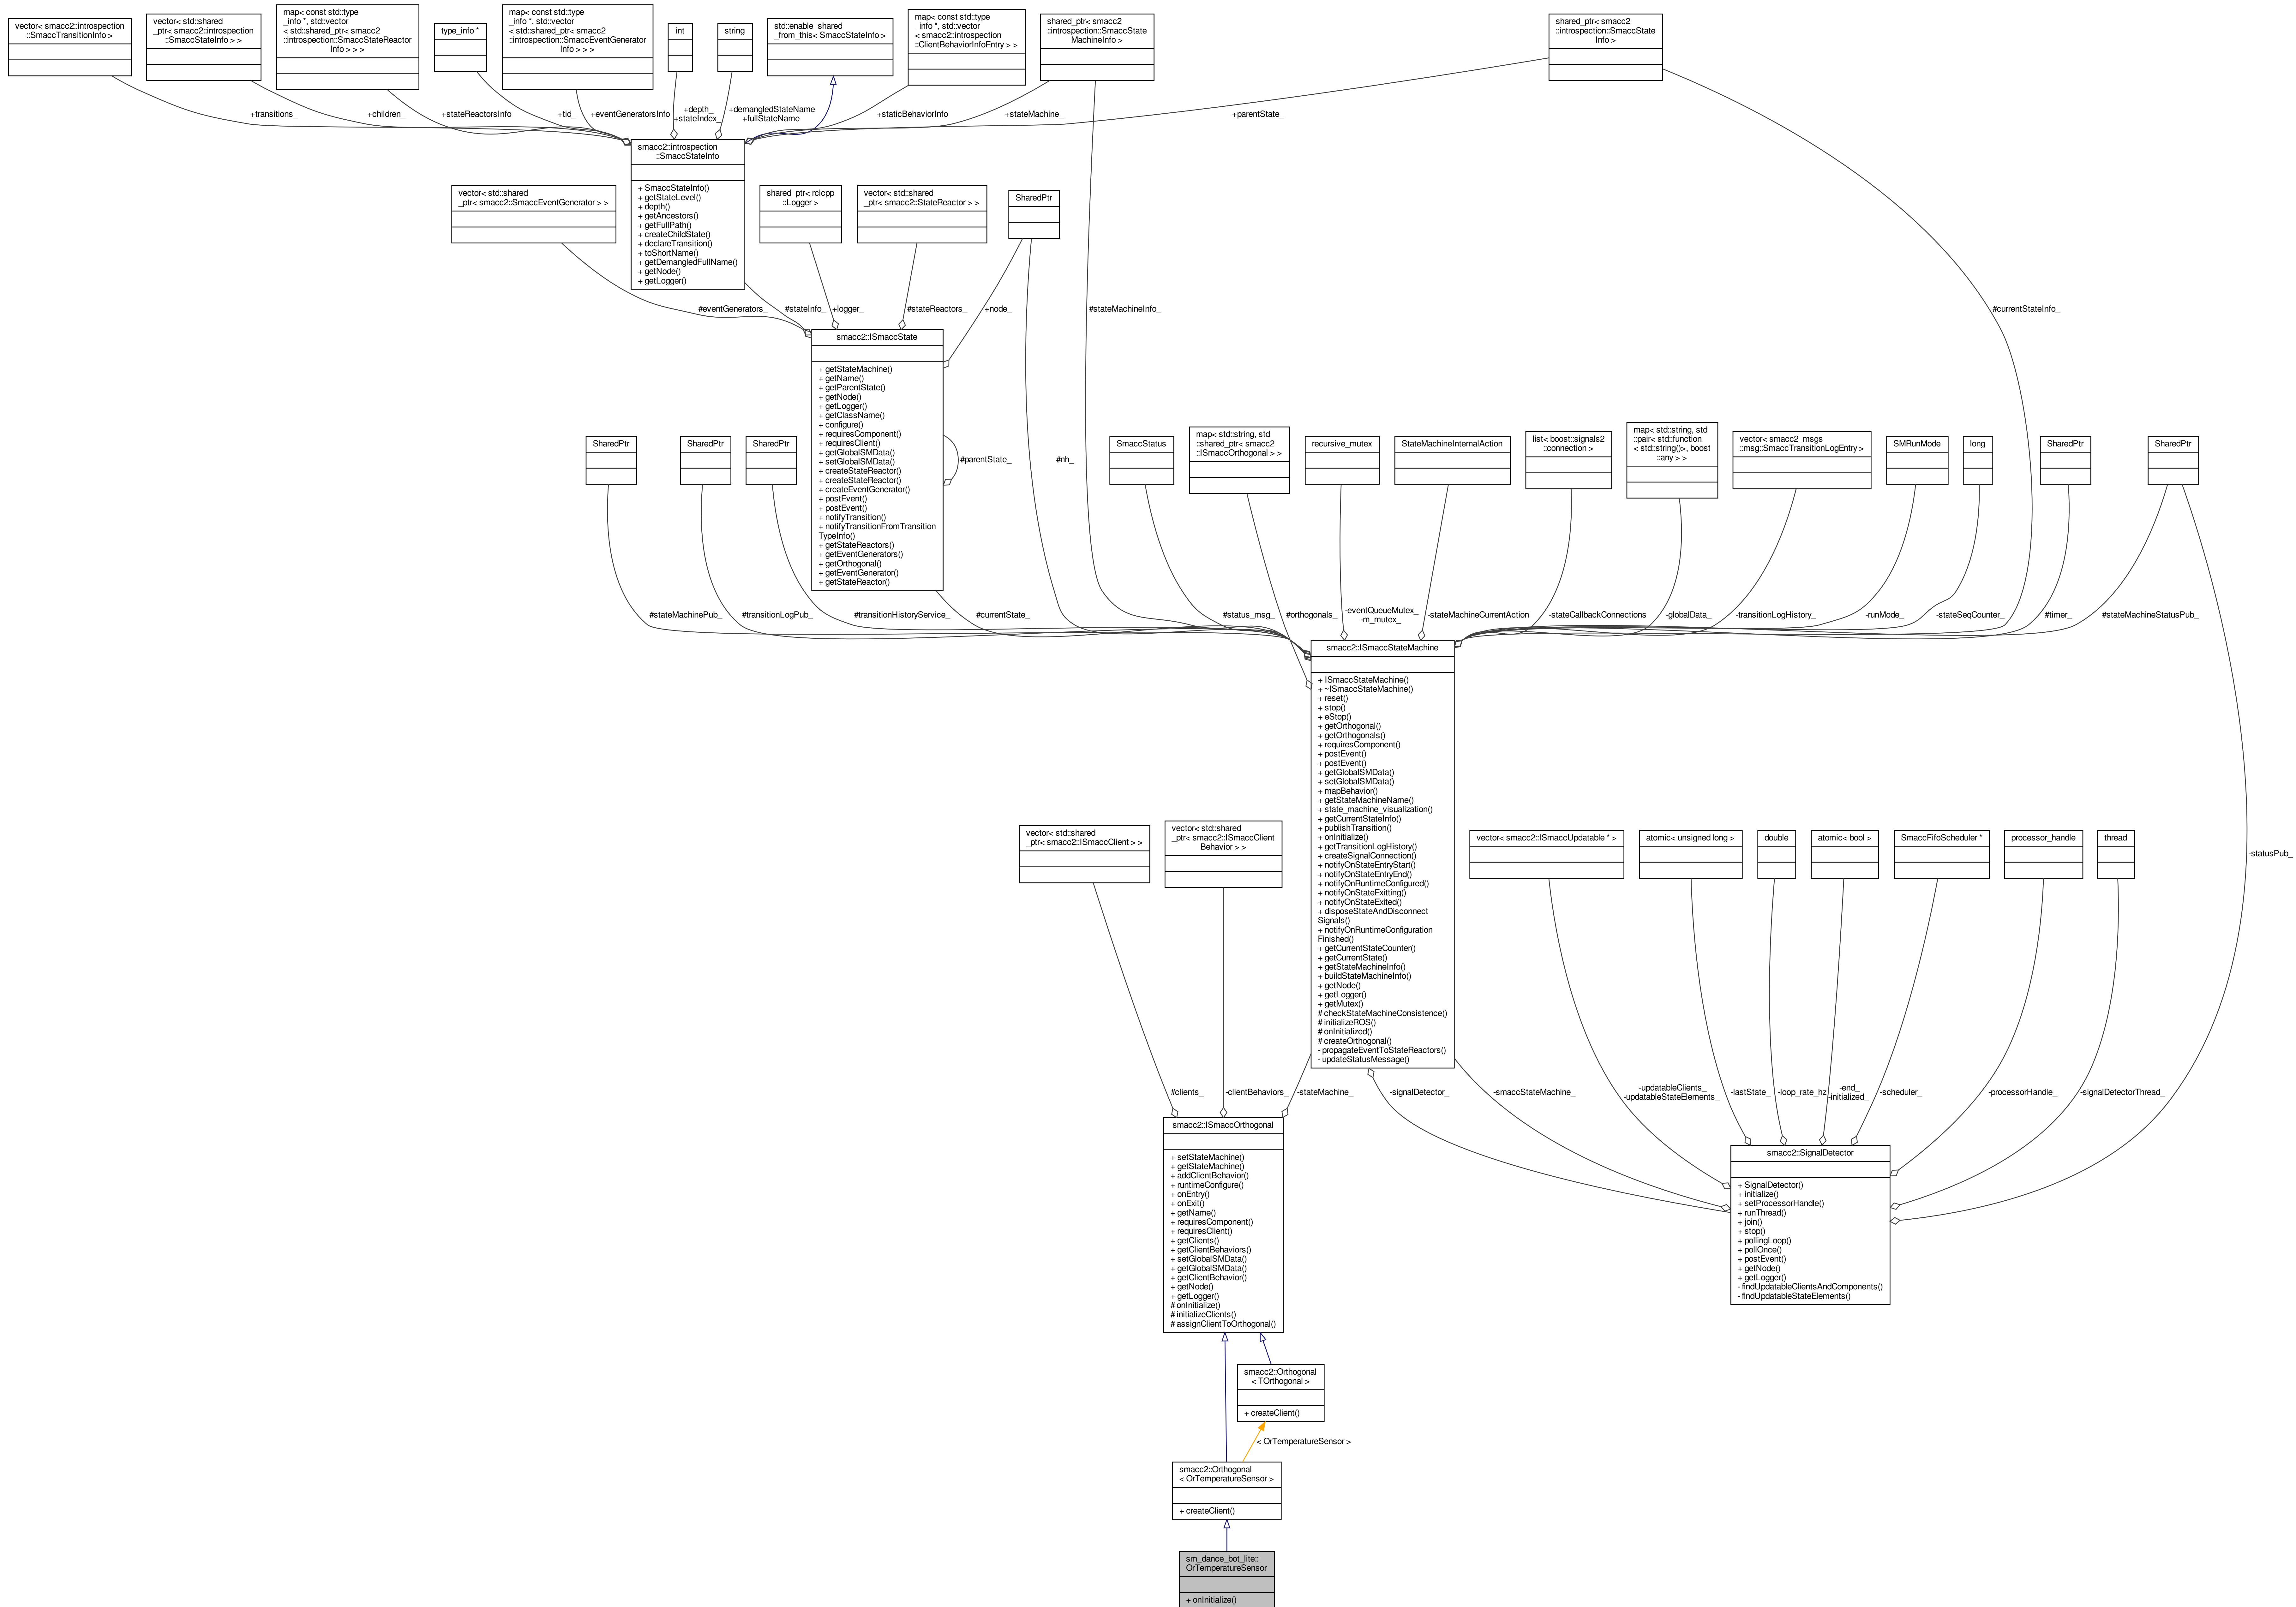 vector< smacc2::introspection
::SmaccTransitionInfo >
vector< std::shared
_ptr< smacc2::introspection
::SmaccStateInfo > >
map< const std::type
_info *, std::vector
< std::shared_ptr< smacc2
::introspection::SmaccStateReactor
Info > > >
type_info *
map< const std::type
_info *, std::vector
< std::shared_ptr< smacc2
::introspection::SmaccEventGenerator
Info > > >
int
string
std::enable_shared
_from_this< SmaccStateInfo >
map< const std::type
_info *, std::vector
< smacc2::introspection
::ClientBehaviorInfoEntry > >
shared_ptr< smacc2
::introspection::SmaccState
MachineInfo >
shared_ptr< smacc2
::introspection::SmaccState
Info >
+transitions_
+children_
+stateReactorsInfo
+tid_
+eventGeneratorsInfo
+depth_
+stateIndex_
+demangledStateName
+fullStateName
+staticBehaviorInfo
+stateMachine_
+parentState_
smacc2::introspection
::SmaccStateInfo
+ SmaccStateInfo()
+ getStateLevel()
+ depth()
+ getAncestors()
+ getFullPath()
+ createChildState()
+ declareTransition()
+ toShortName()
+ getDemangledFullName()
+ getNode()
+ getLogger()
vector< std::shared
_ptr< smacc2::SmaccEventGenerator > >
shared_ptr< rclcpp
::Logger >
vector< std::shared
_ptr< smacc2::StateReactor > >
SharedPtr
#eventGenerators_
#stateInfo_
+logger_
#stateReactors_
+node_
#stateMachineInfo_
#currentStateInfo_
smacc2::ISmaccState
+ getStateMachine()
+ getName()
+ getParentState()
+ getNode()
+ getLogger()
+ getClassName()
+ configure()
+ requiresComponent()
+ requiresClient()
+ getGlobalSMData()
+ setGlobalSMData()
+ createStateReactor()
+ createStateReactor()
+ createEventGenerator()
+ postEvent()
+ postEvent()
+ notifyTransition()
+ notifyTransitionFromTransition
TypeInfo()
+ getStateReactors()
+ getEventGenerators()
+ getOrthogonal()
+ getEventGenerator()
+ getStateReactor()
#parentState_
#nh_
SharedPtr
SharedPtr
SharedPtr
SmaccStatus
map< std::string, std
::shared_ptr< smacc2
::ISmaccOrthogonal > >
recursive_mutex
StateMachineInternalAction
list< boost::signals2
::connection >
map< std::string, std
::pair< std::function
< std::string()>, boost
::any > >
vector< smacc2_msgs
::msg::SmaccTransitionLogEntry >
SMRunMode
long
SharedPtr
SharedPtr
#stateMachinePub_
#transitionLogPub_
#transitionHistoryService_
#currentState_
#status_msg_
#orthogonals_
-eventQueueMutex_
-m_mutex_
-stateMachineCurrentAction
-stateCallbackConnections
-globalData_
-transitionLogHistory_
-runMode_
-stateSeqCounter_
#timer_
#stateMachineStatusPub_
smacc2::ISmaccStateMachine
+ ISmaccStateMachine()
+ ~ISmaccStateMachine()
+ reset()
+ stop()
+ eStop()
+ getOrthogonal()
+ getOrthogonals()
+ requiresComponent()
+ postEvent()
+ postEvent()
+ getGlobalSMData()
+ setGlobalSMData()
+ mapBehavior()
+ getStateMachineName()
+ state_machine_visualization()
+ getCurrentStateInfo()
+ publishTransition()
+ onInitialize()
+ getTransitionLogHistory()
+ createSignalConnection()
+ notifyOnStateEntryStart()
+ notifyOnStateEntryEnd()
+ notifyOnRuntimeConfigured()
+ notifyOnStateExitting()
+ notifyOnStateExited()
+ disposeStateAndDisconnect
Signals()
+ notifyOnRuntimeConfiguration
Finished()
+ getCurrentStateCounter()
+ getCurrentState()
+ getStateMachineInfo()
+ buildStateMachineInfo()
+ getNode()
+ getLogger()
+ getMutex()
# checkStateMachineConsistence()
# initializeROS()
# onInitialized()
# createOrthogonal()
- propagateEventToStateReactors()
- updateStatusMessage()
vector< std::shared
_ptr< smacc2::ISmaccClient > >
vector< std::shared
_ptr< smacc2::ISmaccClient
Behavior > >
vector< smacc2::ISmaccUpdatable * >
atomic< unsigned long >
double
atomic< bool >
SmaccFifoScheduler *
processor_handle
thread
-statusPub_
#clients_
-clientBehaviors_
-stateMachine_
-signalDetector_
-smaccStateMachine_
-updatableClients_
-updatableStateElements_
-lastState_
-loop_rate_hz
-end_
-initialized_
-scheduler_
-processorHandle_
-signalDetectorThread_
smacc2::ISmaccOrthogonal
+ setStateMachine()
+ getStateMachine()
+ addClientBehavior()
+ runtimeConfigure()
+ onEntry()
+ onExit()
+ getName()
+ requiresComponent()
+ requiresClient()
+ getClients()
+ getClientBehaviors()
+ setGlobalSMData()
+ getGlobalSMData()
+ getClientBehavior()
+ getNode()
+ getLogger()
# onInitialize()
# initializeClients()
# assignClientToOrthogonal()
smacc2::SignalDetector
+ SignalDetector()
+ initialize()
+ setProcessorHandle()
+ runThread()
+ join()
+ stop()
+ pollingLoop()
+ pollOnce()
+ postEvent()
+ getNode()
+ getLogger()
- findUpdatableClientsAndComponents()
- findUpdatableStateElements()
smacc2::Orthogonal
< TOrthogonal >
+ createClient()
< OrTemperatureSensor >
smacc2::Orthogonal
< OrTemperatureSensor >
+ createClient()
sm_dance_bot_lite::
OrTemperatureSensor
+ onInitialize()